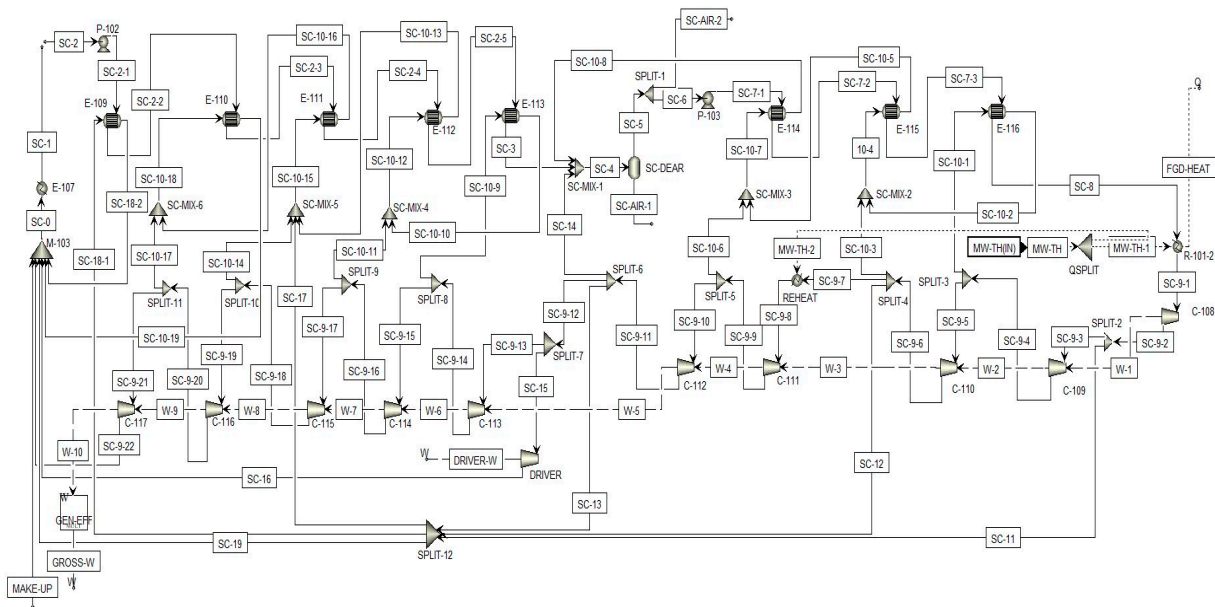 SC-AIR-2
SC-2
P-102
SC-10-16
SC-10-13
SC-2-5
SC-10-8
SPLIT-1
SC-10-5
SC-2-1
SC-2-3
SC-2-4
SC-6
SC-7-1
SC-7-2
SC-7-3
Q
E-109
SC-2-2
E-110
E-111
E-112
E-113
P-103
E-114
E-115
E-116
SC-5
SC-1
SC-10-12
SC-3
SC-4
SC-DEAR
SC-10-7
10-4
SC-10-1
FGD-HEAT
SC-10-18
SC-10-15
SC-10-9
SC-MIX-1
SC-8
E-107
SC-18-2
SC-MIX-6
SC-MIX-5
SC-MIX-4
SC-MIX-3
SC-MIX-2
SC-AIR-1
SC-10-2
SC-0
M-103
SC-14
SC-10-10
SC-10-11
SC-10-6
MW-TH-2
SC-10-3
MW-TH(IN)
MW-TH
MW-TH-1
SC-18-1
SC-10-17
SC-10-14
SPLIT-9
SPLIT-8
SPLIT-6
SPLIT-5
SC-9-7
SPLIT-4
SPLIT-3
QSPLIT
R-101-2
SPLIT-11
SPLIT-10
SC-17
REHEAT
SC-9-1
SC-9-12
SC-9-10
SC-9-8
SC-9-5
C-108
SC-10-19
SC-9-17
SC-9-15
SC-9-11
SC-9-6
SC-9-4
SC-9-3
SPLIT-2
SC-9-2
SC-9-19
SC-9-13
SPLIT-7
SC-9-9
SC-9-21
SC-9-20
SC-9-18
SC-9-16
SC-9-14
SC-15
C-112
W-4
C-111
W-3
C-110
W-2
C-109
W-1
W-9
W-8
W-7
W-6
W-5
C-117
C-116
C-115
C-114
C-113
SC-9-22
W-10
W
DRIVER-W
SC-16
DRIVER
SC-12
W
SC-13
GEN-EFF
MULT
SC-19
SPLIT-12
SC-11
GROSS-W
W
MAKE-UP